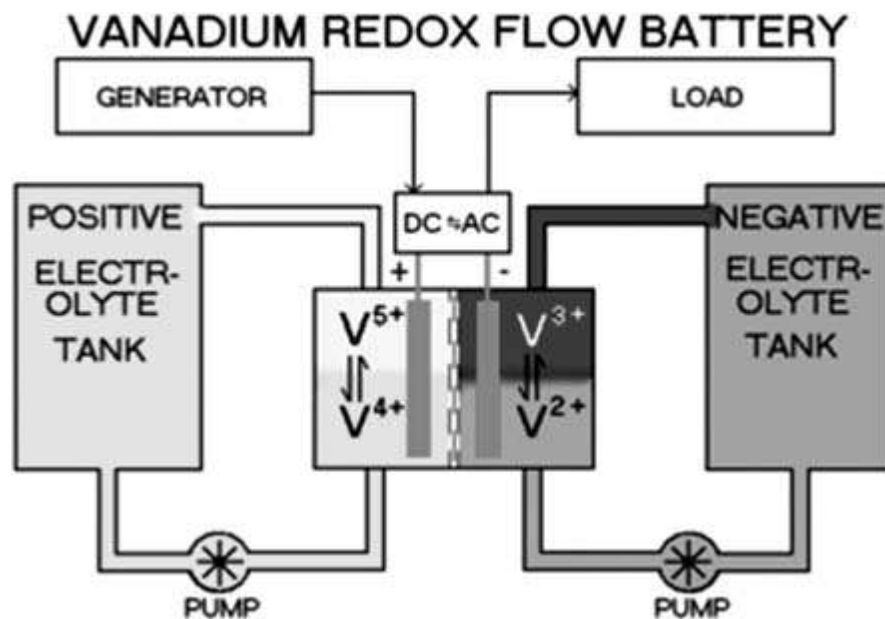 VANADIUM REDOX FLOW BATTERY
GENERATOR
LOAD
DC ⇋ AC
+ -
POSITIVE
ELECTR-
OLYTE
TANK
V5+
V4+
V3+
V2+
NEGATIVE
ELECTR-
OLYTE
TANK
PUMP
PUMP